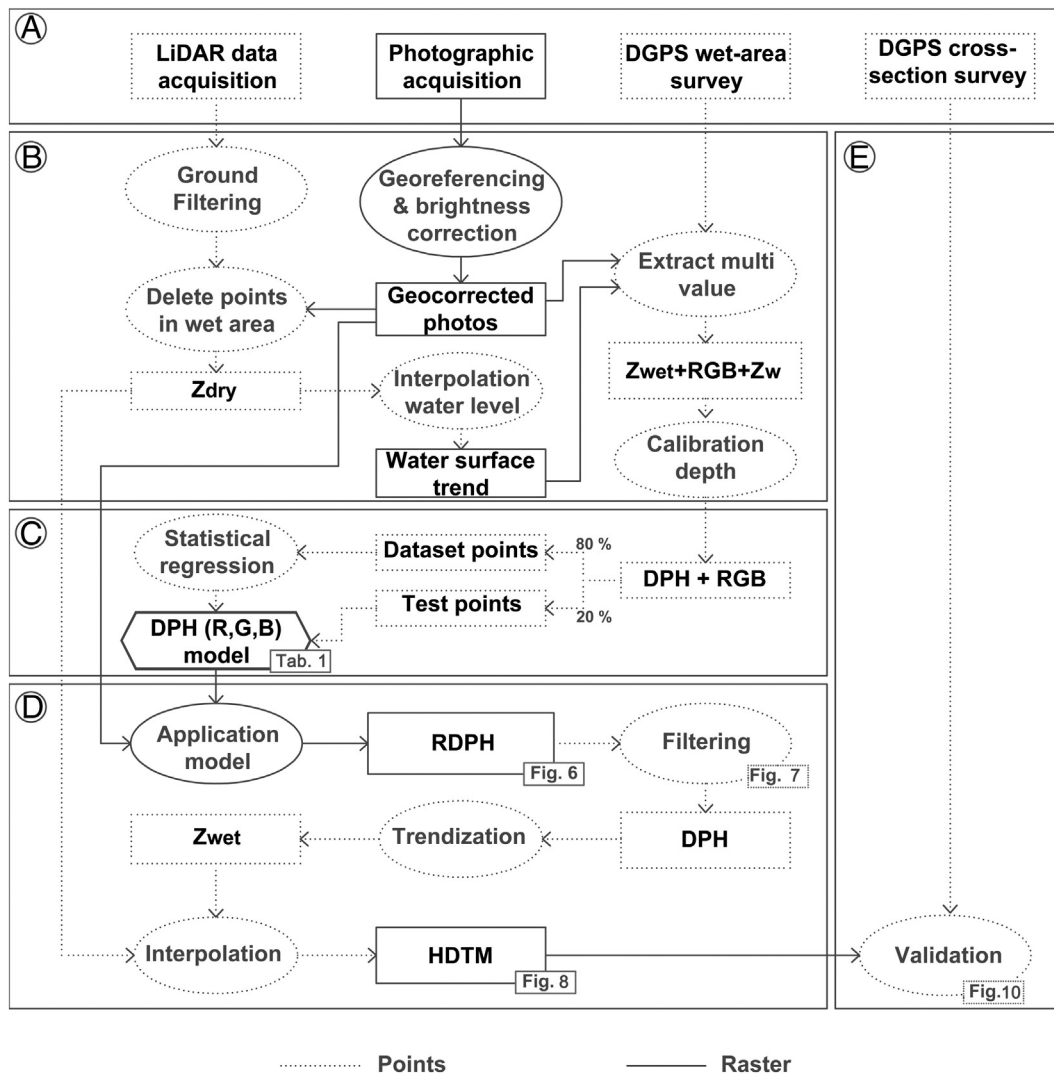 A
LiDAR data
acquisition
Photographic
acquisition
DGPS wet-area
survey
DGPS cross-
section survey
B
E
Ground
Filtering
Georeferencing
& brightness
correction
Extract multi
value
Delete points
in wet area
Geocorrected
photos
Zwet+RGB+Zw
Zdry
Interpolation
water level
Calibration
depth
Water surface
trend
C
Statistical
regression
Dataset points
80 %
DPH + RGB
Test points
20 %
DPH (R,G,B)
model
Tab. 1
D
Application
model
RDPH
Fig. 6
Filtering
Fig. 7
Zwet
Trendization
DPH
Interpolation
HDTM
Fig. 8
Validation
Fig.10
Points
Raster